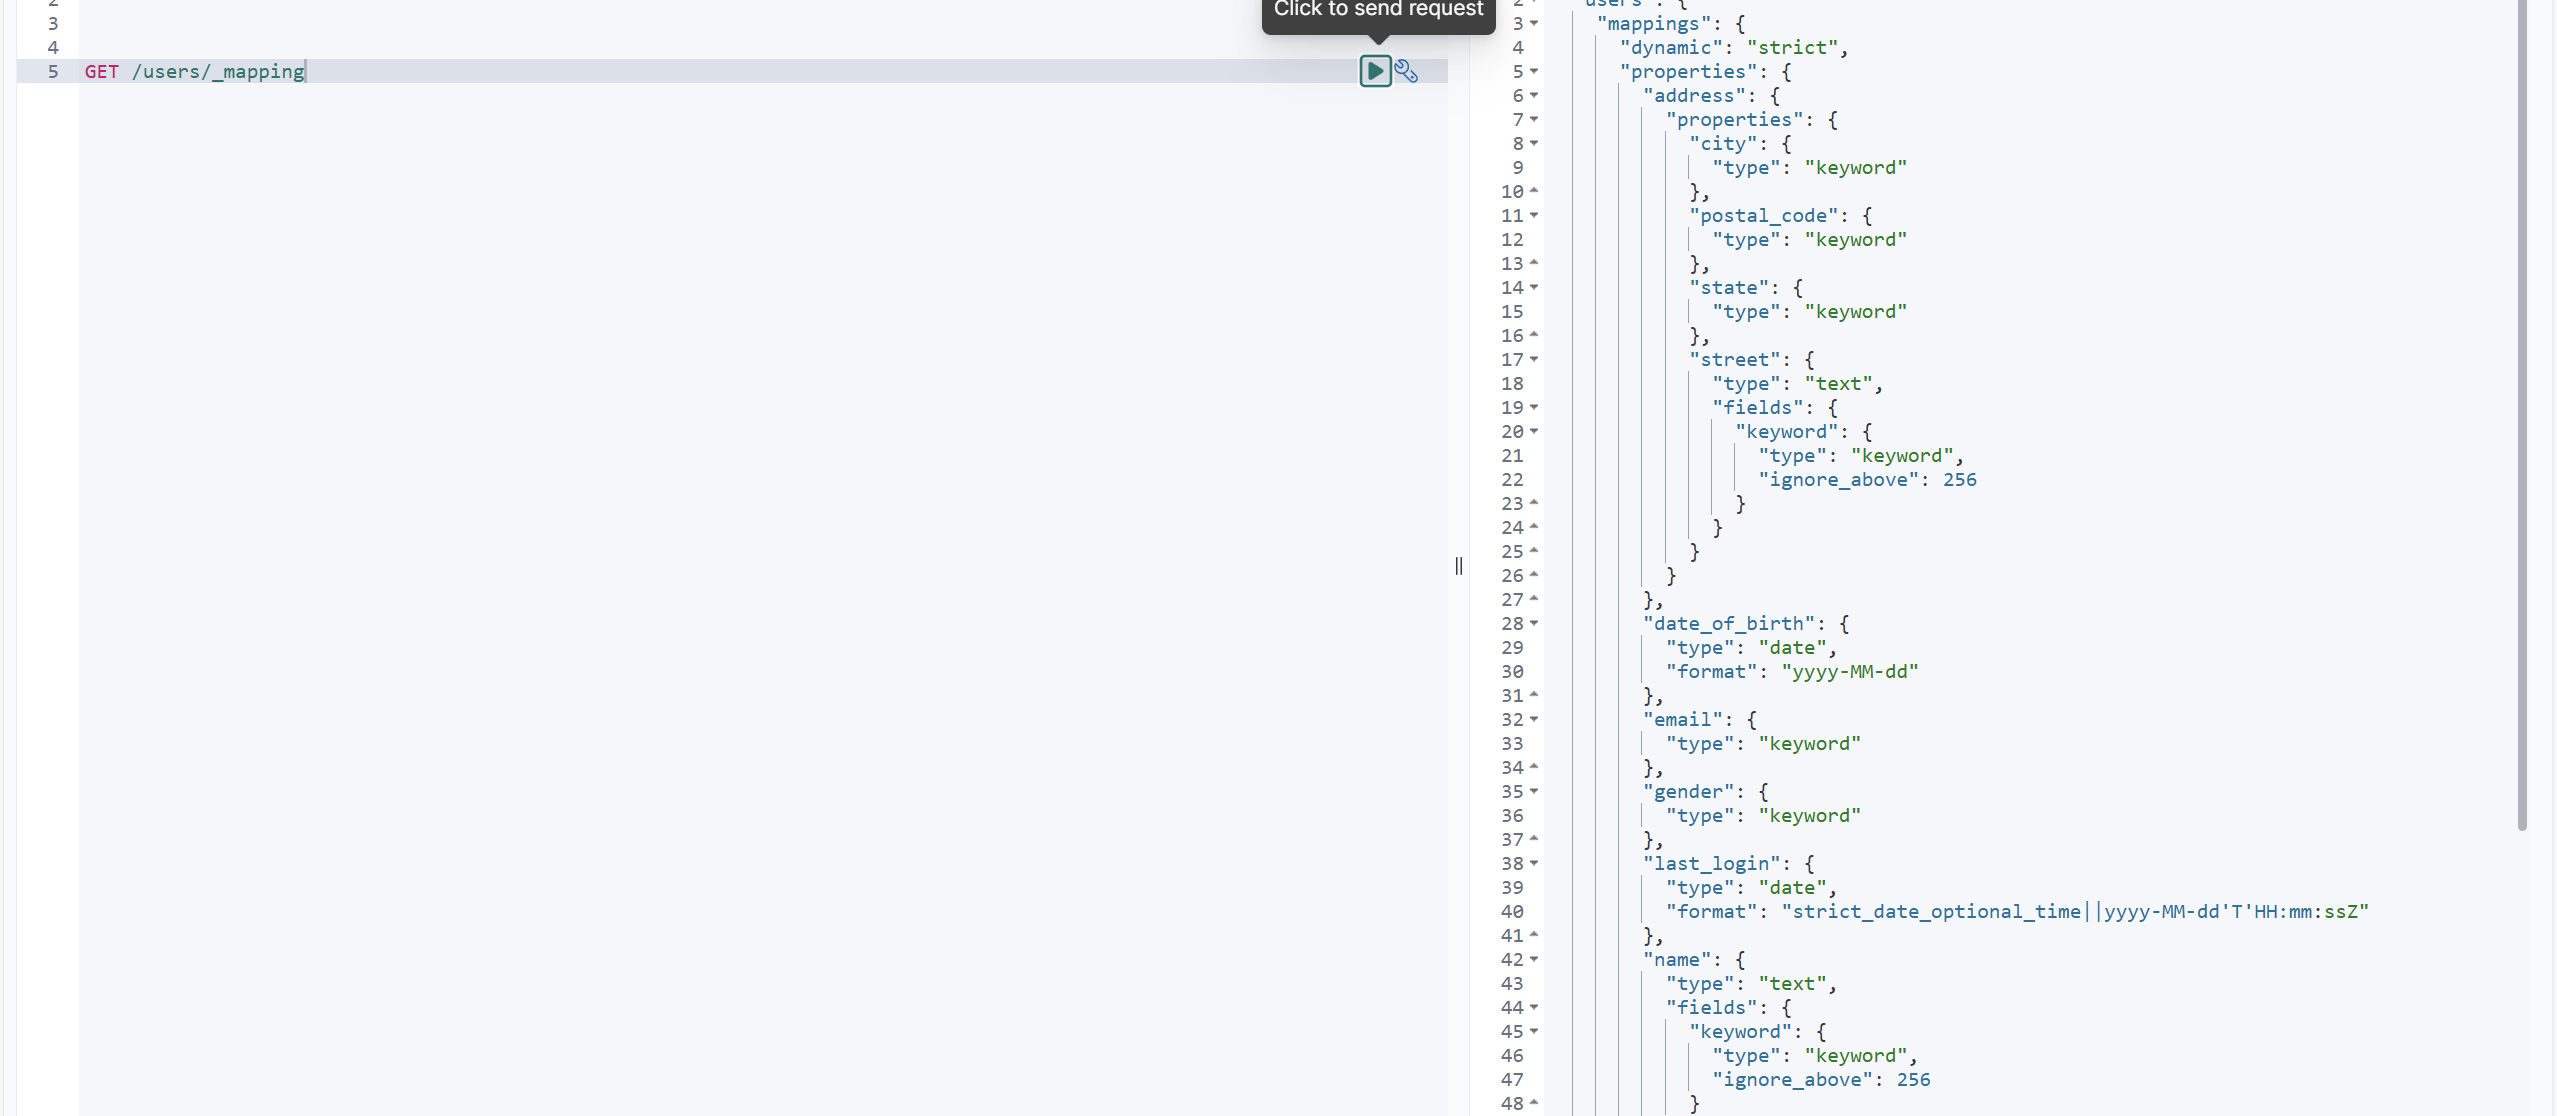 Click to send request
2
3
4
5 GET /users/_mapping
2 "users": {
3 "mappings": {
4 "dynamic": "strict",
5 "properties": {
6 "address": {
7 "properties": {
8 "city": {
9 "type": "keyword"
10 },
11 "postal_code": {
12 "type": "keyword"
13 },
14 "state": {
15 "type": "keyword"
16 },
17 "street": {
18 "type": "text",
19 "fields": {
20 "keyword": {
21 "type": "keyword",
22 "ignore_above": 256
23 }
24 }
25 }
26 }
27 },
28 "date_of_birth": {
29 "type": "date",
30 "format": "yyyy-MM-dd"
31 },
32 "email": {
33 "type": "keyword"
34 },
35 "gender": {
36 "type": "keyword"
37 },
38 "last_login": {
39 "type": "date",
40 "format": "strict_date_optional_time||yyyy-MM-dd'T'HH:mm:ssZ"
41 },
42 "name": {
43 "type": "text",
44 "fields": {
45 "keyword": {
46 "type": "keyword",
47 "ignore_above": 256
48 }